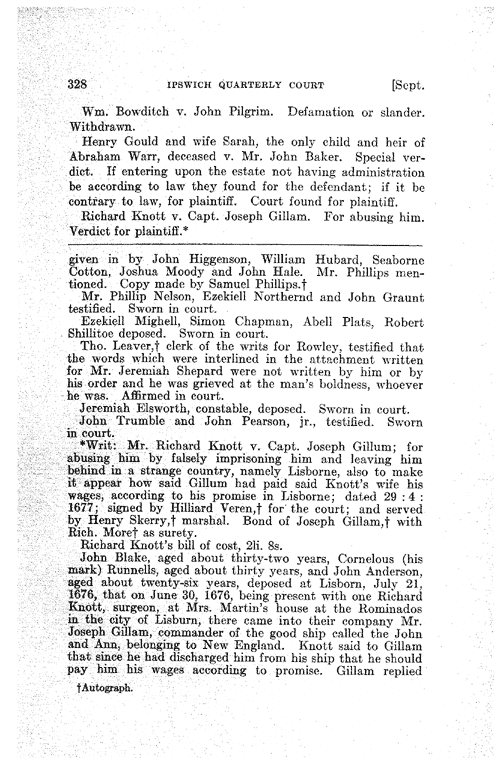 328 IPSWICH QUARTERLY COURT [Sept.
Wm. Bowditch v. John Pilgrim. Defamation or slander.
Withdrawn.
Henry Gould and wife Sarah, the only child and heir of
Abraham Warr, deceased v. Mr. John Baker. Special ver-
dict. If entering upon the estate not having administration
be according to law they found for the defendant; if it be
contrary to law, for plaintiff. Court found for plaintiff.
Richard Knott v. Capt. Joseph Gillam. For abusing him.
Verdict for plaintiff.*
given in by John Higgenson, William Hubard, Seaborne
Cotton, Joshua Moody and John Hale. Mr. Phillips men-
tioned. Copy made by Samuel Phillips.†
Mr. Phillip Nelson, Ezekiell Northernd and John Graunt
testified. Sworn in court.
Ezekiell Mighell, Simon Chapman, Abell Plats, Robert
Shillitoe deposed. Sworn in court.
Tho. Leaver,† clerk of the writs for Rowley, testified that
the words which were interlined in the attachment written
for Mr. Jeremiah Shepard were not written by him or by
his order and he was grieved at the man's boldness, whoever
he was. Affirmed in court.
Jeremiah Elsworth, constable, deposed. Sworn in court.
John Trumble and John Pearson, jr., testified. Sworn
in court.
*Writ: Mr. Richard Knott v. Capt. Joseph Gillum; for
abusing him by falsely imprisoning him and leaving him
behind in a strange country, namely Lisborne, also to make
it appear how said Gillum had paid said Knott's wife his
wages, according to his promise in Lisborne; dated 29 : 4 :
1677; signed by Hilliard Veren,† for the court; and served
by Henry Skerry,† marshal. Bond of Joseph Gillam,† with
Rich. More† as surety.
Richard Knott's bill of cost, 2li. 8s.
John Blake, aged about thirty-two years, Cornelous (his
mark) Runnells, aged about thirty years, and John Anderson,
aged about twenty-six years, deposed at Lisborn, July 21,
1676, that on June 30, 1676, being present with one Richard
Knott, surgeon, at Mrs. Martin's house at the Rominados
in the city of Lisburn, there came into their company Mr.
Joseph Gillam, commander of the good ship called the John
and Ann, belonging to New England. Knott said to Gillam
that since he had discharged him from his ship that he should
pay him his wages according to promise. Gillam replied
†Autograph.